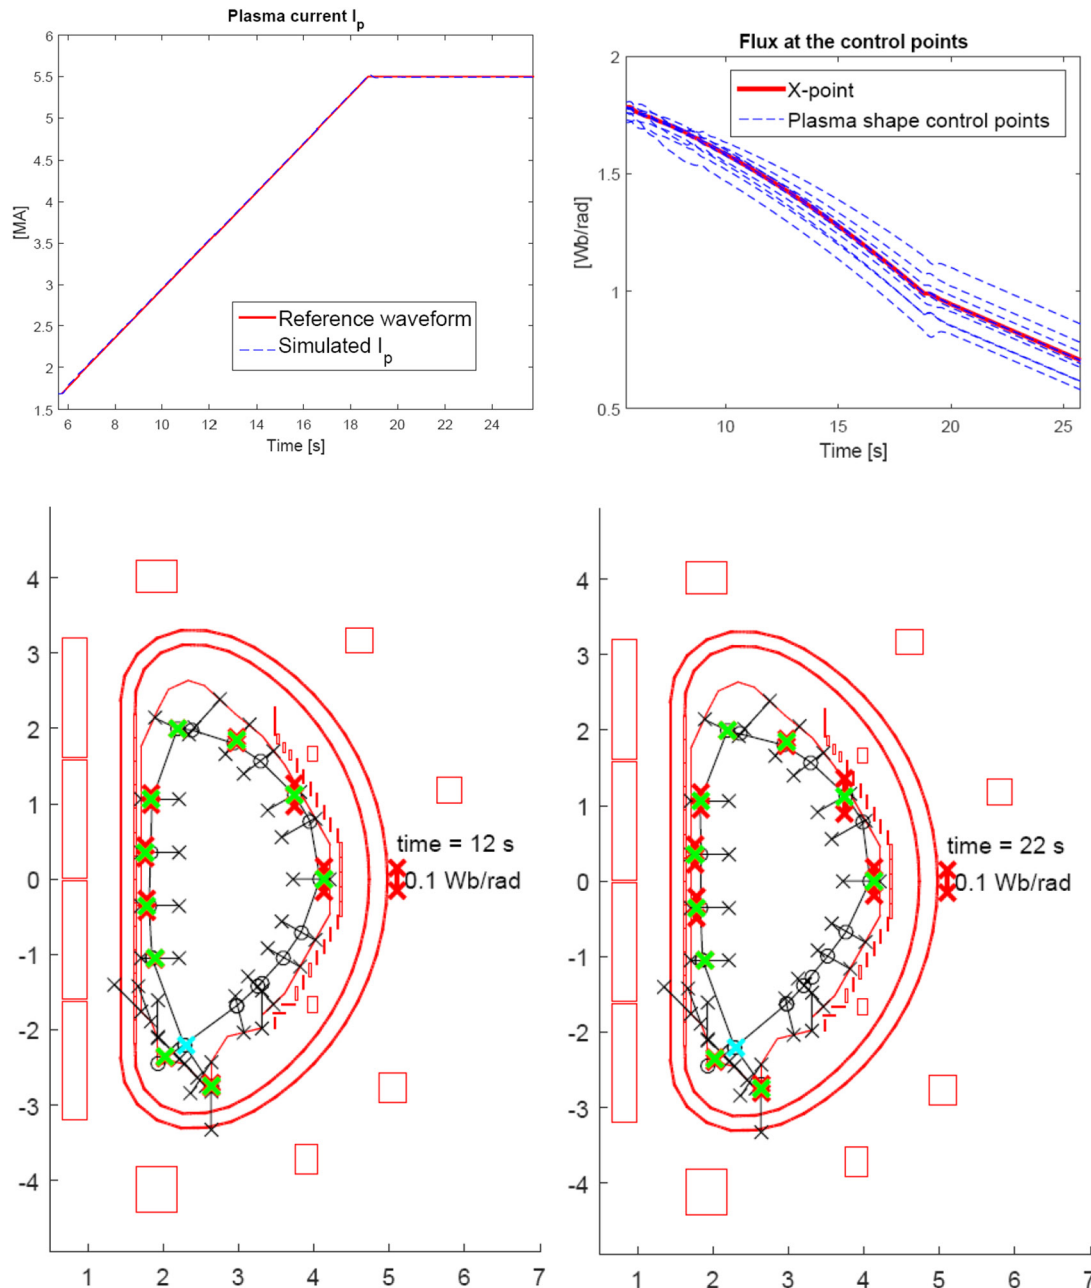 Plasma current I_p
6
5.5
5
4.5
4
3.5
3
2.5
2
1.5
[MA]
Reference waveform
Simulated I_p
6 8 10 12 14 16 18 20 22 24
Time [s]
Flux at the control points
2
1.5
1
0.5
[Wb/rad]
X-point
Plasma shape control points
10 15 20 25
Time [s]
4
3
2
1
0
-1
-2
-3
-4
time = 12 s
0.1 Wb/rad
1 2 3 4 5 6 7
4
3
2
1
0
-1
-2
-3
-4
time = 22 s
0.1 Wb/rad
1 2 3 4 5 6 7